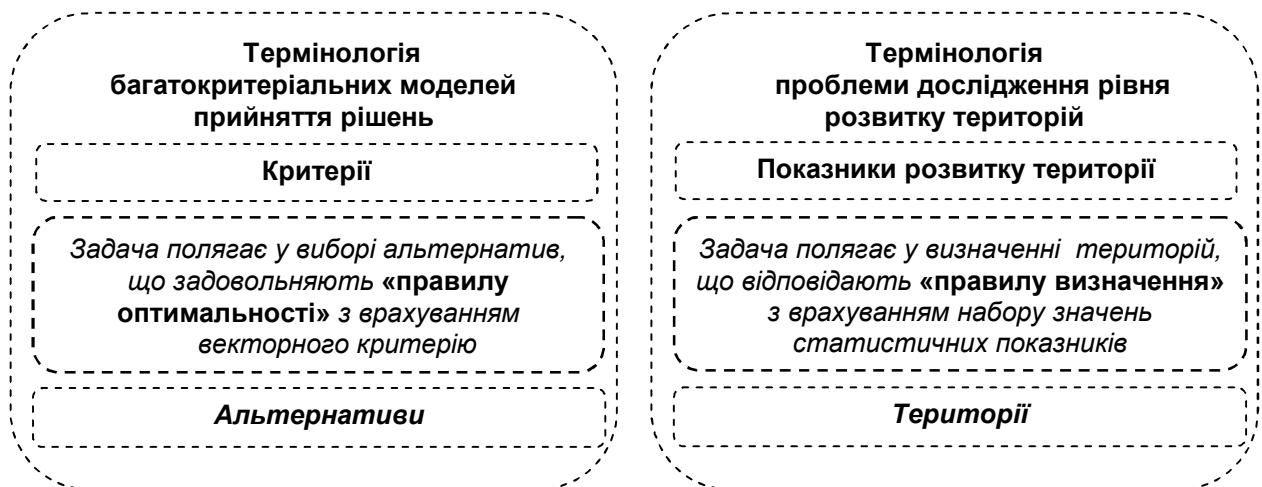 Термінологія
багатокритеріальних моделей
прийняття рішень
Критерії
Задача полягає у виборі альтернатив,
що задовольняють «правилу
оптимальності» з врахуванням
векторного критерію
Альтернативи
Термінологія
проблеми дослідження рівня
розвитку територій
Показники розвитку території
Задача полягає у визначенні територій,
що відповідають «правилу визначення»
з врахуванням набору значень
статистичних показників
Території